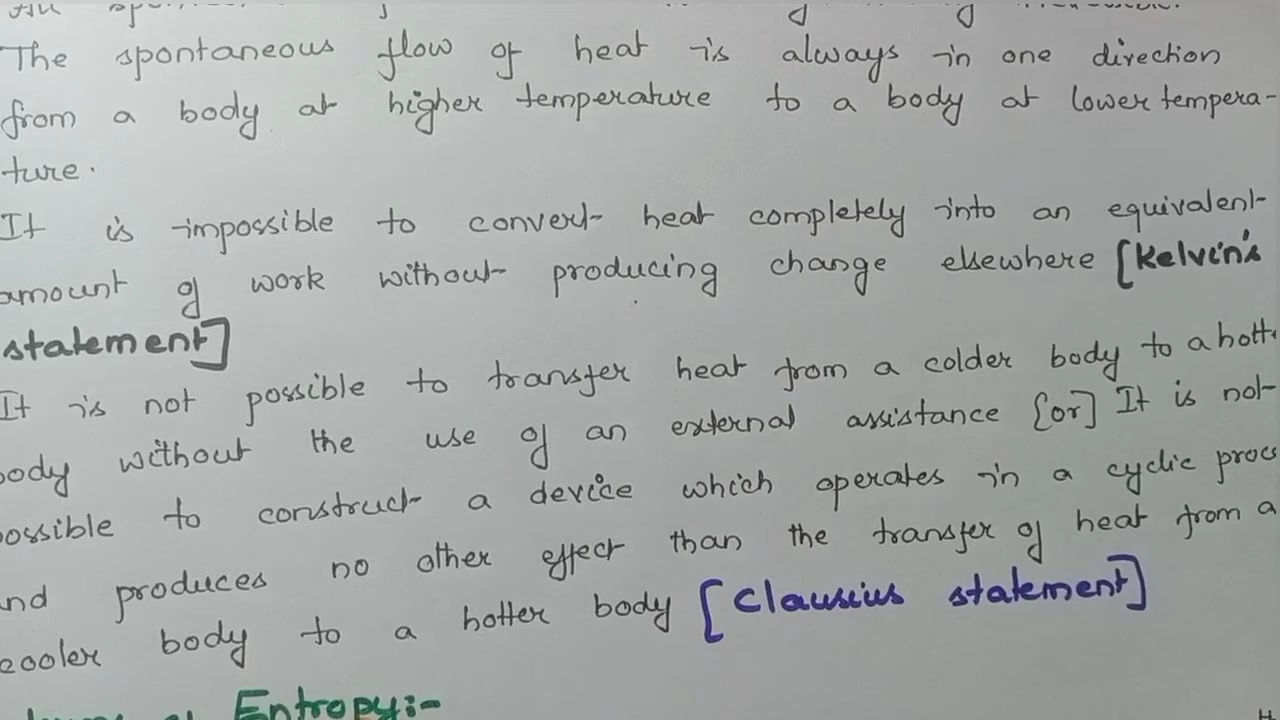 The spontaneous flow of heat is always in one direction
from a body at higher temperature to a body at lower tempera-
ture.
It is impossible to convert heat completely into an equivalent
amount of work without producing change elsewhere [Kelvin's
statement]
It is not possible to transfer heat from a colder body to a hott
body without the use of an external assistance [or] It is not
possible to construct a device which operates in a cyclic proce
and produces no other effect than the transfer of heat from a
cooler body to a hotter body [Clausius statement]
Entropy:-